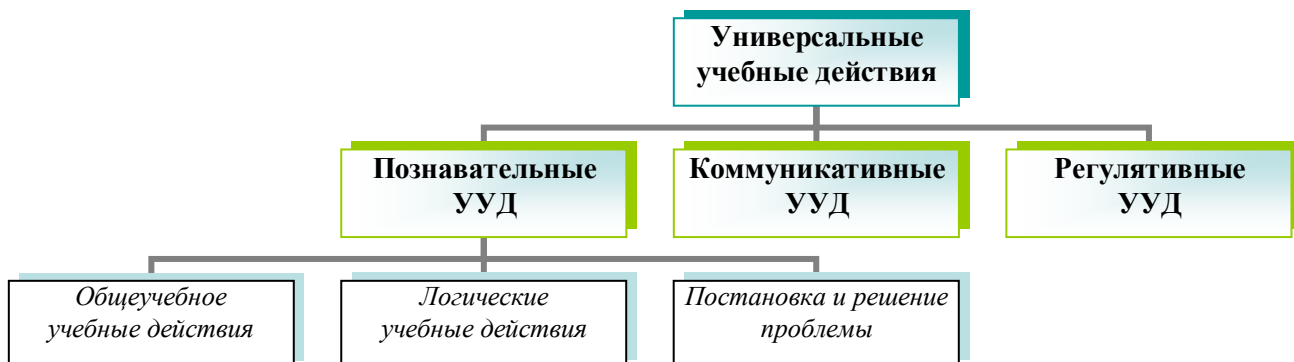 Универсальные
учебные действия
Познавательные
УУД
Коммуникативные
УУД
Регулятивные
УУД
Общеучебное
учебные действия
Логические
учебные действия
Постановка и решение
проблемы